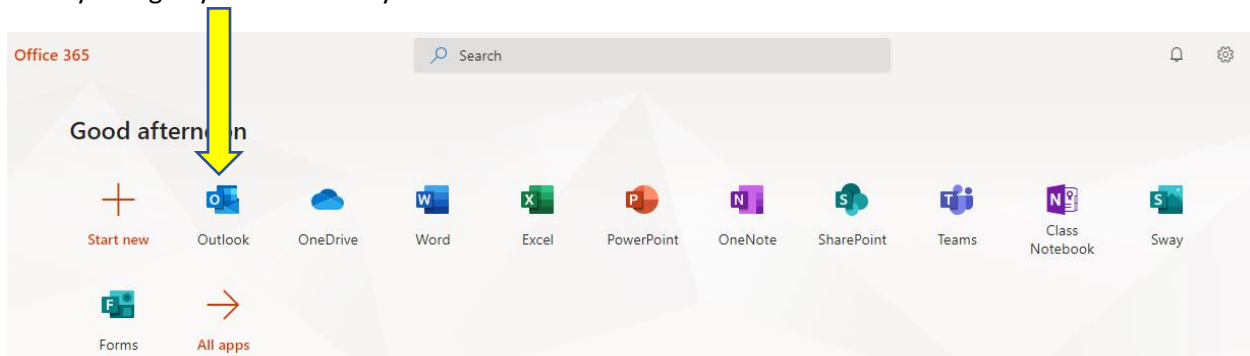 Office 365
Search
Good afternoon
Start new
Outlook
OneDrive
Word
Excel
PowerPoint
OneNote
SharePoint
Teams
Class
Notebook
Sway
Forms
All apps